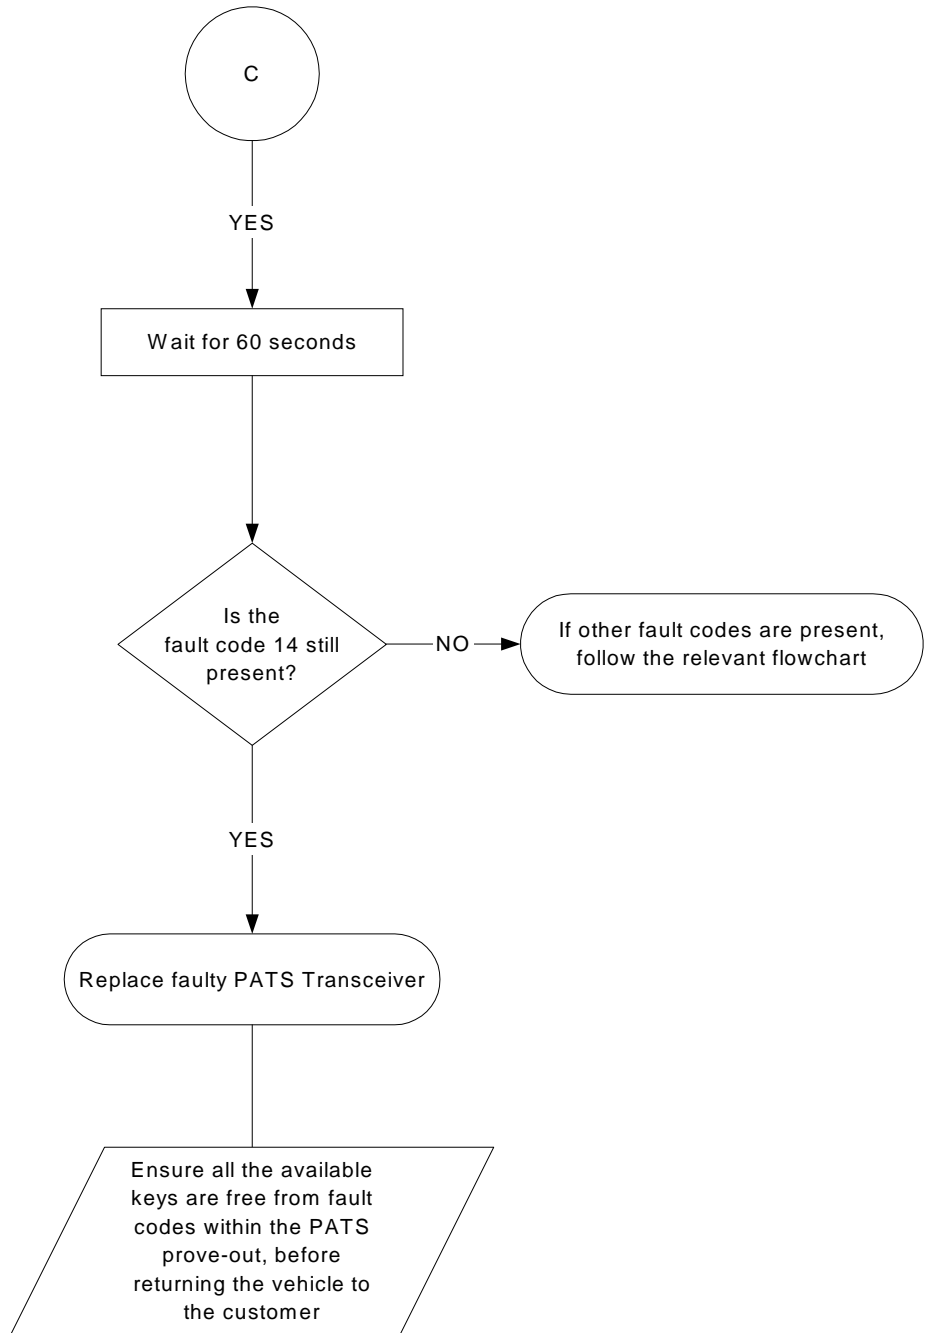 C
YES
Wait for 60 seconds
Is the
fault code 14 still
present?
NO
If other fault codes are present,
follow the relevant flowchart
YES
Replace faulty PATS Transceiver
Ensure all the available
keys are free from fault
codes within the PATS
prove-out, before
returning the vehicle to
the customer